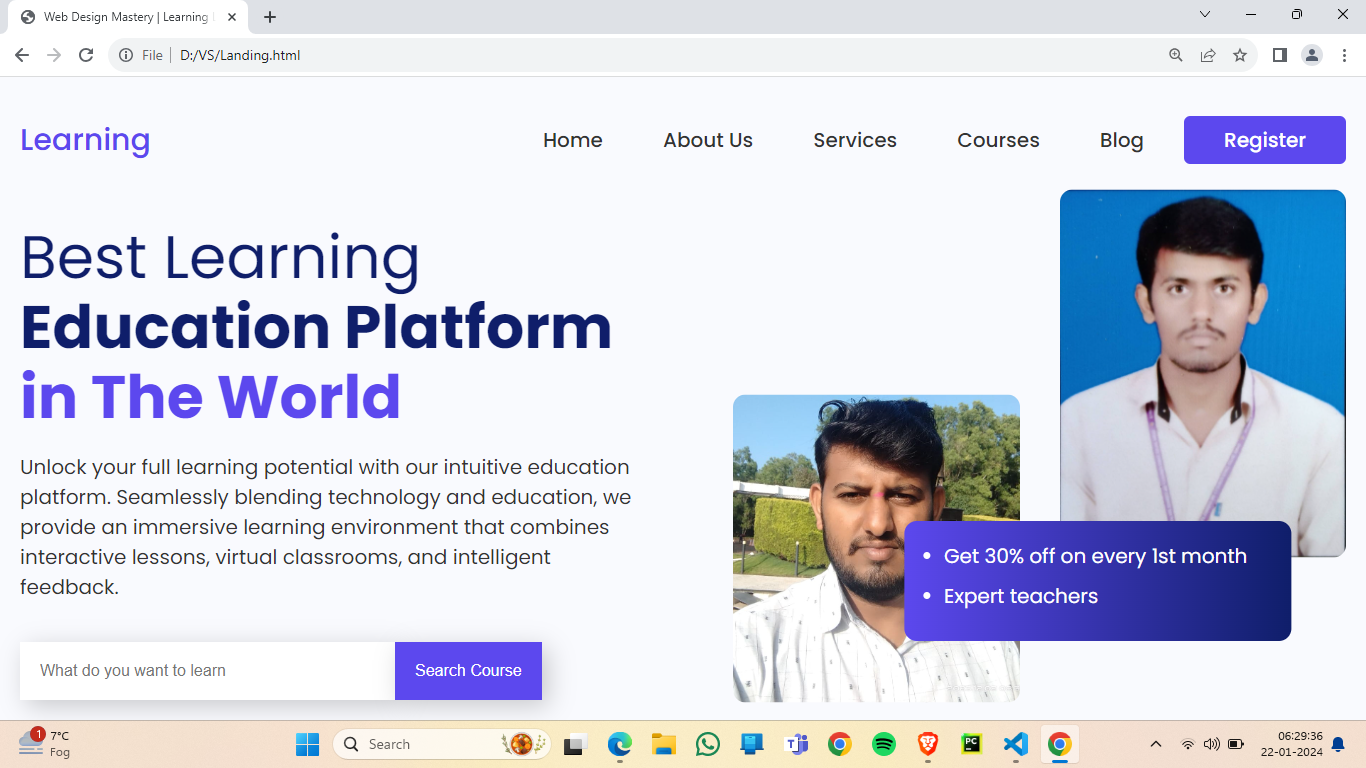 Web Design Mastery | Learning
File
D:/VS/Landing.html
Learning
Home
About Us
Services
Courses
Blog
Register
Best Learning
Education Platform
in The World
Unlock your full learning potential with our intuitive education
platform. Seamlessly blending technology and education, we
provide an immersive learning environment that combines
interactive lessons, virtual classrooms, and intelligent
feedback.
• Get 30% off on every 1st month
• Expert teachers
What do you want to learn
Search Course
1
7°C
Fog
Search
PC
06:29:36
22-01-2024